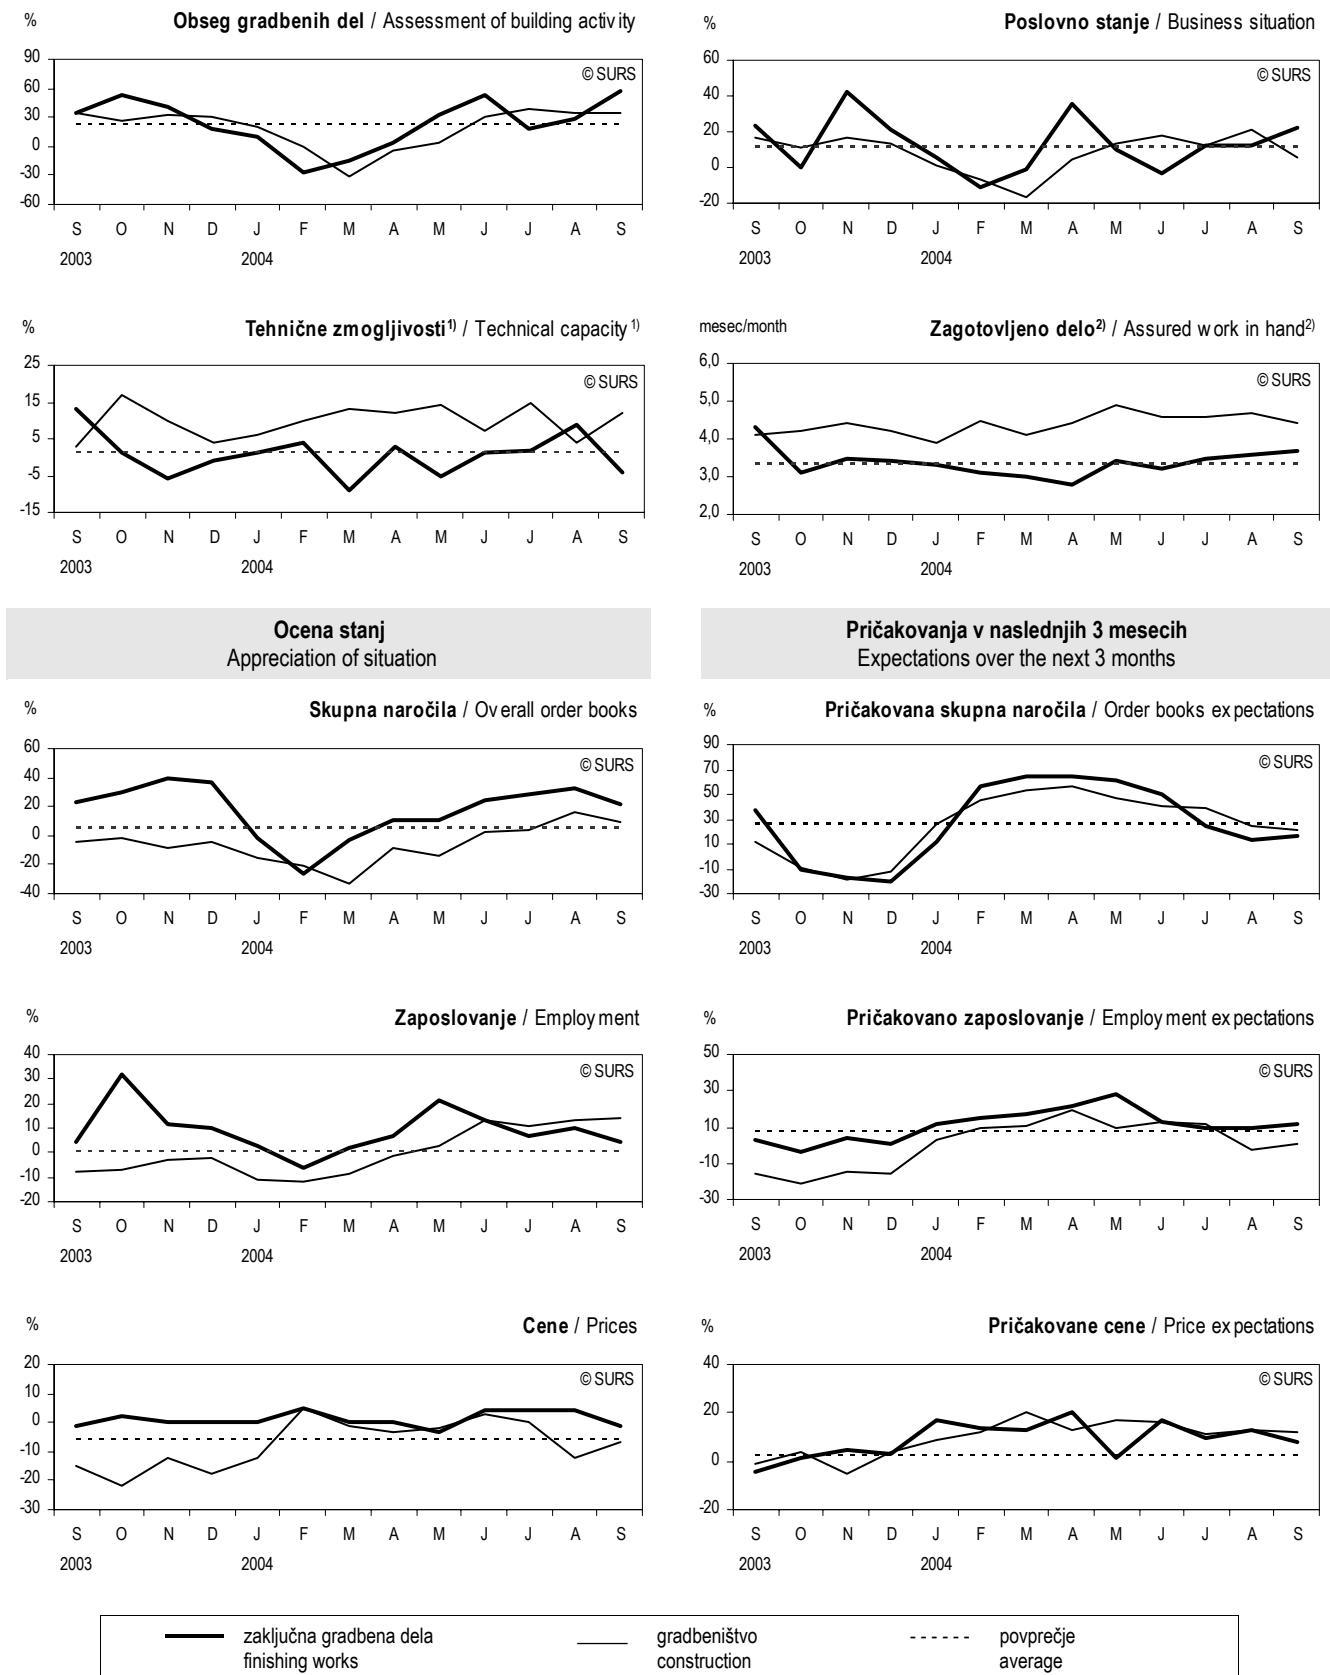 % Obseg gradbenih del / Assessment of building activity
90
60
30
0
-30
-60
© SURS
S O N D J F M A M J J A S
2003 2004
% Poslovno stanje / Business situation
60
40
20
0
-20
© SURS
S O N D J F M A M J J A S
2003 2004
% Tehnične zmogljivosti1) / Technical capacity 1)
25
15
5
-5
-15
© SURS
S O N D J F M A M J J A S
2003 2004
mesec/month Zagotovljeno delo2) / Assured work in hand2)
6,0
5,0
4,0
3,0
2,0
© SURS
S O N D J F M A M J J A S
2003 2004
Ocena stanj
Appreciation of situation
Pričakovanja v naslednjih 3 mesecih
Expectations over the next 3 months
% Skupna naročila / Overall order books
60
40
20
0
-20
-40
© SURS
S O N D J F M A M J J A S
2003 2004
% Pričakovana skupna naročila / Order books expectations
90
70
50
30
10
-10
-30
© SURS
S O N D J F M A M J J A S
2003 2004
% Zaposlovanje / Employment
40
30
20
10
0
-10
-20
© SURS
S O N D J F M A M J J A S
2003 2004
% Pričakovano zaposlovanje / Employment expectations
50
30
10
-10
-30
© SURS
S O N D J F M A M J J A S
2003 2004
% Cene / Prices
20
10
0
-10
-20
-30
© SURS
S O N D J F M A M J J A S
2003 2004
% Pričakovane cene / Price expectations
40
20
0
-20
© SURS
S O N D J F M A M J J A S
2003 2004
zaključna gradbena dela
finishing works
gradbeništvo
construction
povprečje
average